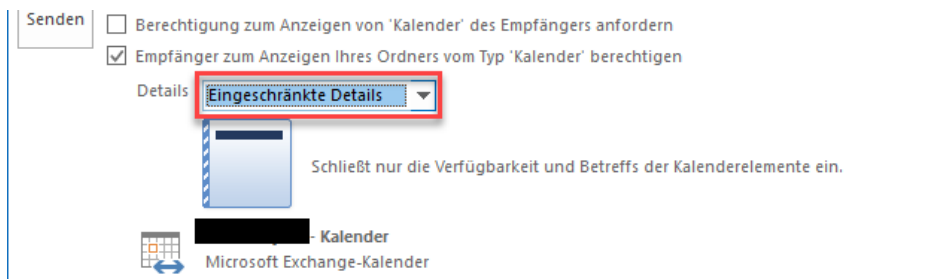 Senden
Berechtigung zum Anzeigen von 'Kalender' des Empfängers anfordern
Empfänger zum Anzeigen Ihres Ordners vom Typ 'Kalender' berechtigen
Details Eingeschränkte Details
Schließt nur die Verfügbarkeit und Betreffs der Kalenderelemente ein.
- Kalender
Microsoft Exchange-Kalender